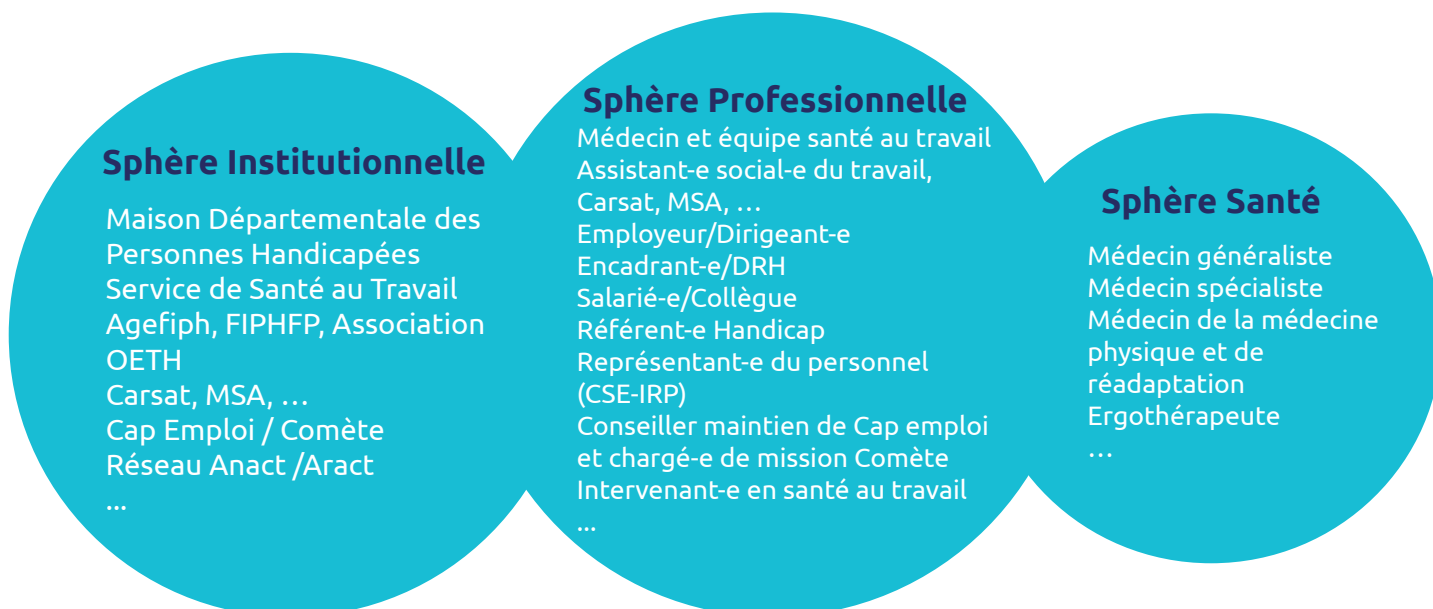 Sphère Institutionnelle
Maison Départementale des
Personnes Handicapées
Service de Santé au Travail
Agefiph, FIPHFP, Association
OETH
Carsat, MSA, …
Cap Emploi / Comète
Réseau Anact /Aract
...
Sphère Professionnelle
Médecin et équipe santé au travail
Assistant-e social-e du travail,
Carsat, MSA, …
Employeur/Dirigeant-e
Encadrant-e/DRH
Salarié-e/Collègue
Référent-e Handicap
Représentant-e du personnel
(CSE-IRP)
Conseiller maintien de Cap emploi
et chargé-e de mission Comète
Intervenant-e en santé au travail
...
Sphère Santé
Médecin généraliste
Médecin spécialiste
Médecin de la médecine
physique et de
réadaptation
Ergothérapeute
…